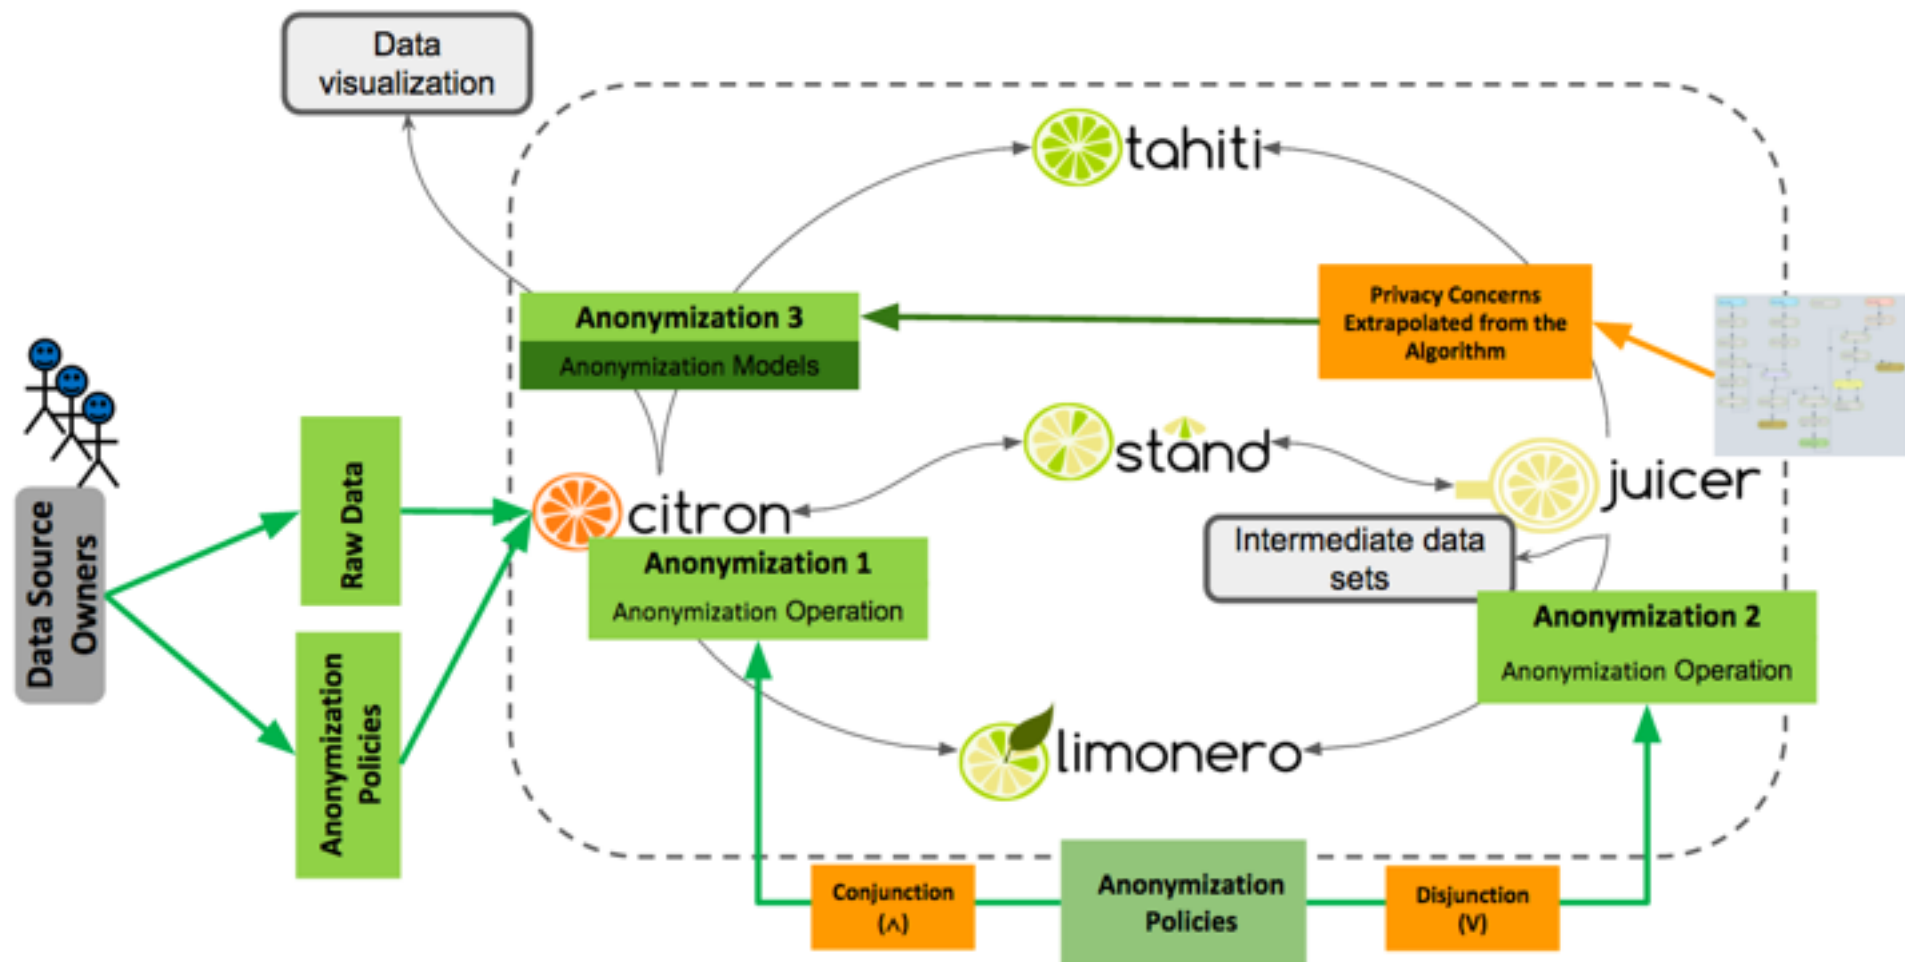 Data
visualization
tahiti
Anonymization 3
Anonymization Models
Privacy Concerns
Extrapolated from the
Algorithm
stand
citron
juicer
Data Source
Owners
Raw Data
Anonymization
Policies
Anonymization 1
Anonymization Operation
Intermediate data
sets
Anonymization 2
Anonymization Operation
limonero
Conjunction
(∧)
Anonymization
Policies
Disjunction
(V)